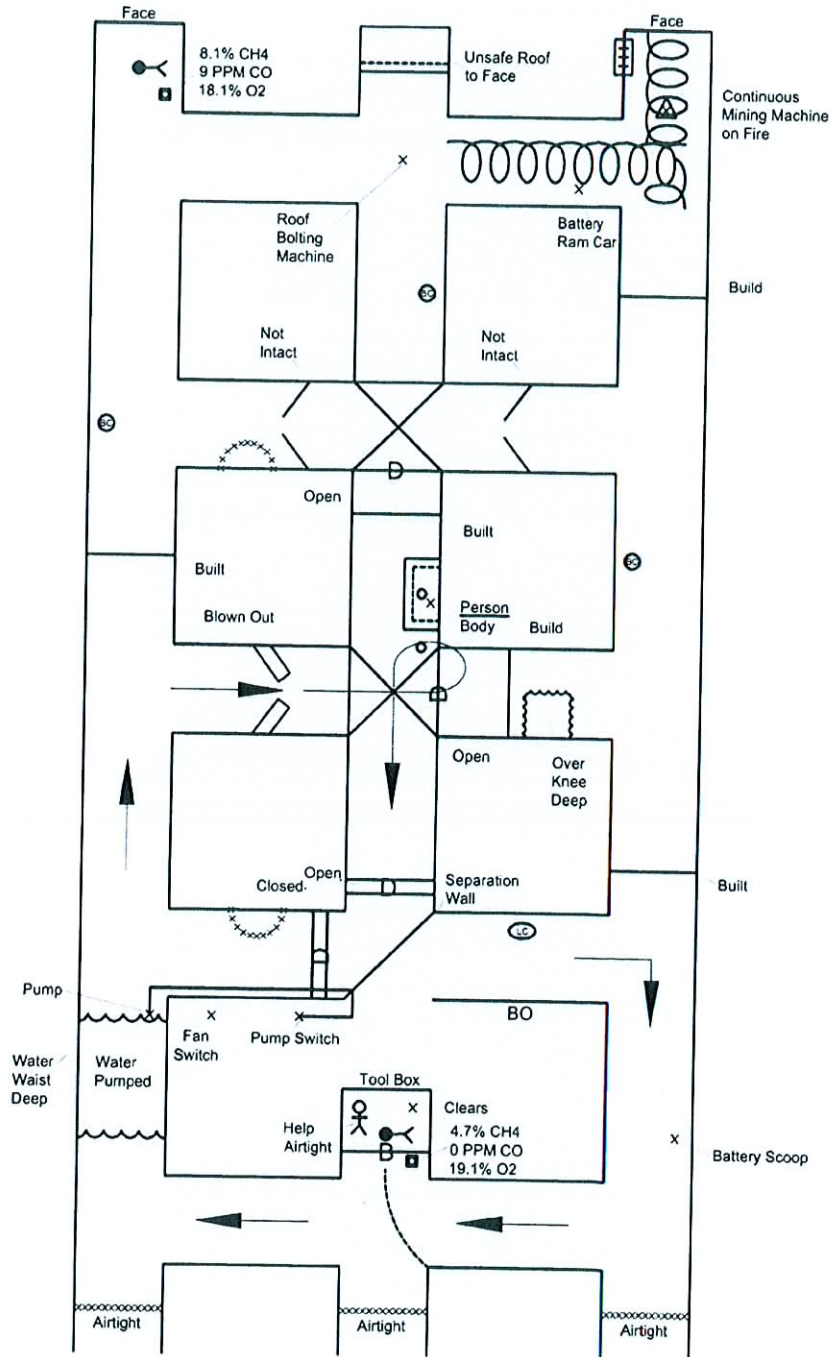 Face
Face
8.1% CH4
9 PPM CO
18.1% O2
Unsafe Roof
to Face
Continuous
Mining Machine
on Fire
Roof
Bolting
Machine
Battery
Ram Car
Build
Not
Intact
Not
Intact
BC
BC
D
Open
Built
Built
BC
Blown Out
Person
Body
Build
D
Open
Over
Knee
Deep
Open
Closed
D
Separation
Wall
Built
LC
D
Pump
BO
Fan
Switch
Pump Switch
Water
Waist
Deep
Water
Pumped
Tool Box
Clears
Help
Airtight
4.7% CH4
0 PPM CO
19.1% O2
D
Battery Scoop
Airtight
Airtight
Airtight